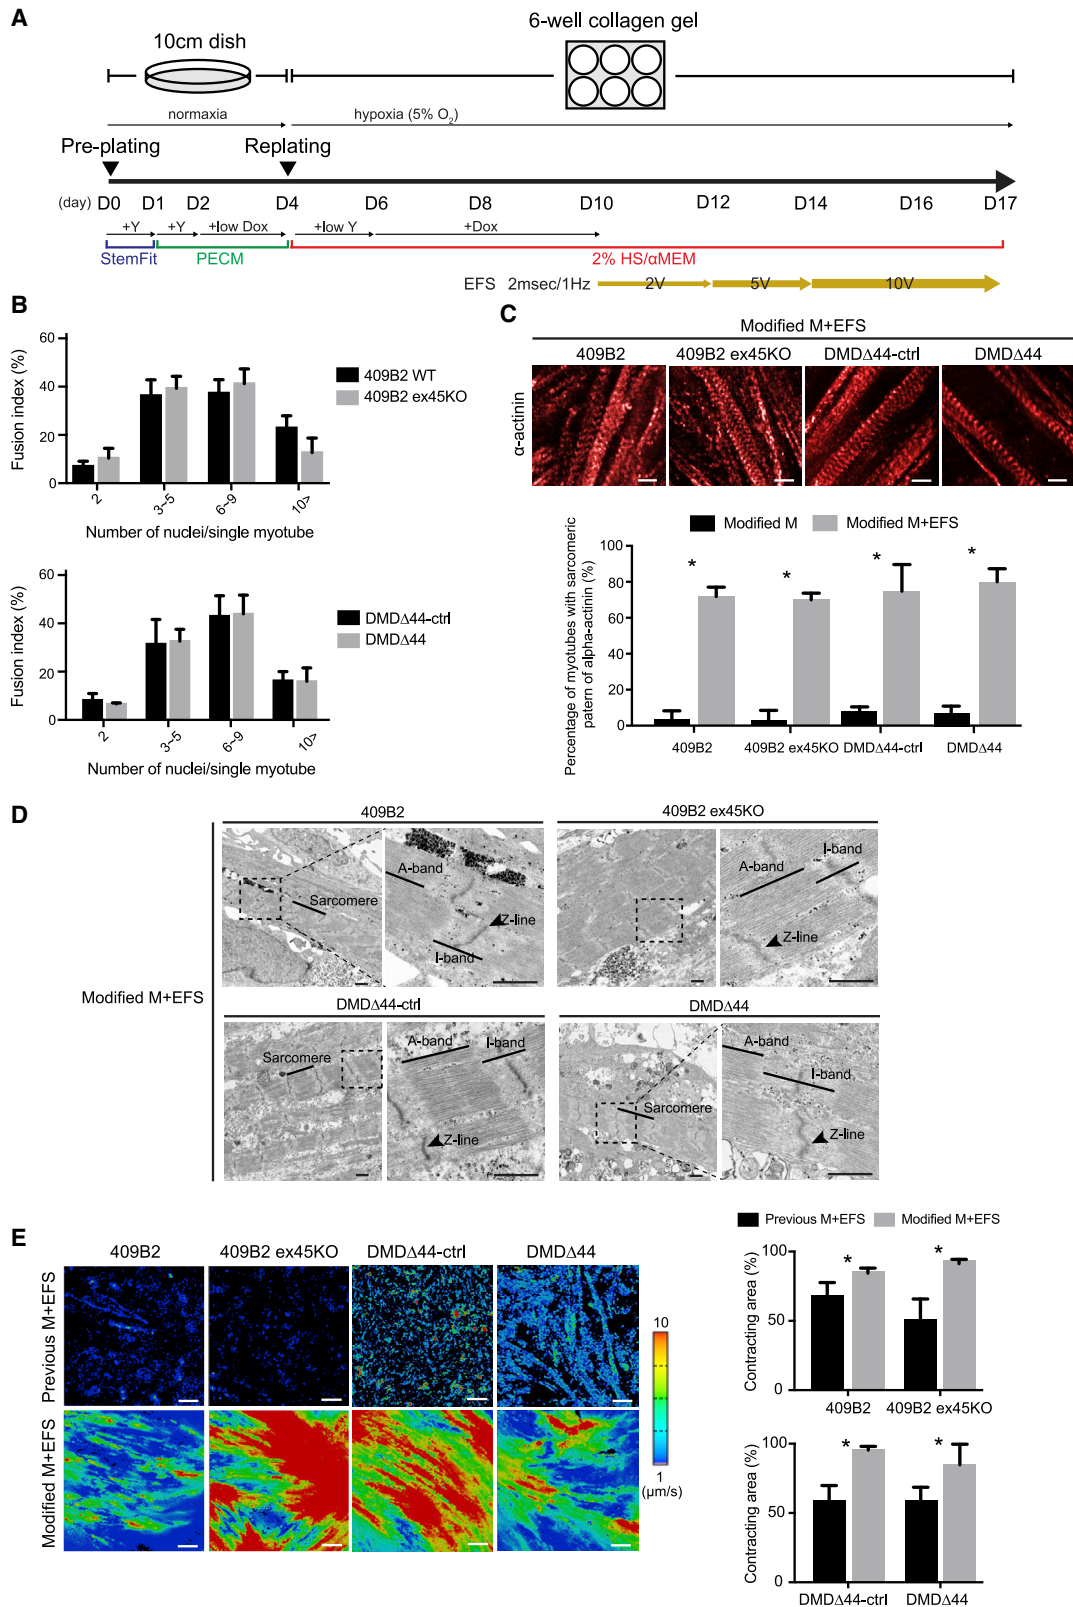 A
6-well collagen gel
10cm dish
normaxia
hypoxia (5% O2)
Pre-plating
Replating
(day) D0 D1 D2 D4 D6 D8 D10 D12 D14 D16 D17
+Y +Y +low Dox +low Y +Dox
StemFit PECM 2% HS/αMEM
EFS 2msec/1Hz 2V 5V 10V
B
Fusion index (%)
60
40
20
0
409B2 WT
409B2 ex45KO
2 3~5 6~9 10>
Number of nuclei/single myotube
Fusion index (%)
60
40
20
0
DMDΔ44-ctrl
DMDΔ44
2 3~5 6~9 10>
Number of nuclei/single myotube
C
Modified M+EFS
409B2 409B2 ex45KO DMDΔ44-ctrl DMDΔ44
α-actinin
Modified M Modified M+EFS
Percentage of myotubes with sarcomeric
patern of alpha-actinin (%)
100
80
60
40
20
0
* * * *
409B2 409B2 ex45KO DMDΔ44-ctrl DMDΔ44
D
Modified M+EFS
409B2
Sarcomere
A-band
Z-line
I-band
409B2 ex45KO
A-band
I-band
Z-line
DMDΔ44-ctrl
Sarcomere
A-band
I-band
Z-line
DMDΔ44
Sarcomere
A-band
I-band
Z-line
E
409B2 409B2 ex45KO DMDΔ44-ctrl DMDΔ44
Previous M+EFS
Modified M+EFS
10
1
(μm/s)
Previous M+EFS Modified M+EFS
Contracting area (%)
100
50
0
* *
409B2 409B2 ex45KO
Contracting area (%)
100
50
0
* *
DMDΔ44-ctrl DMDΔ44